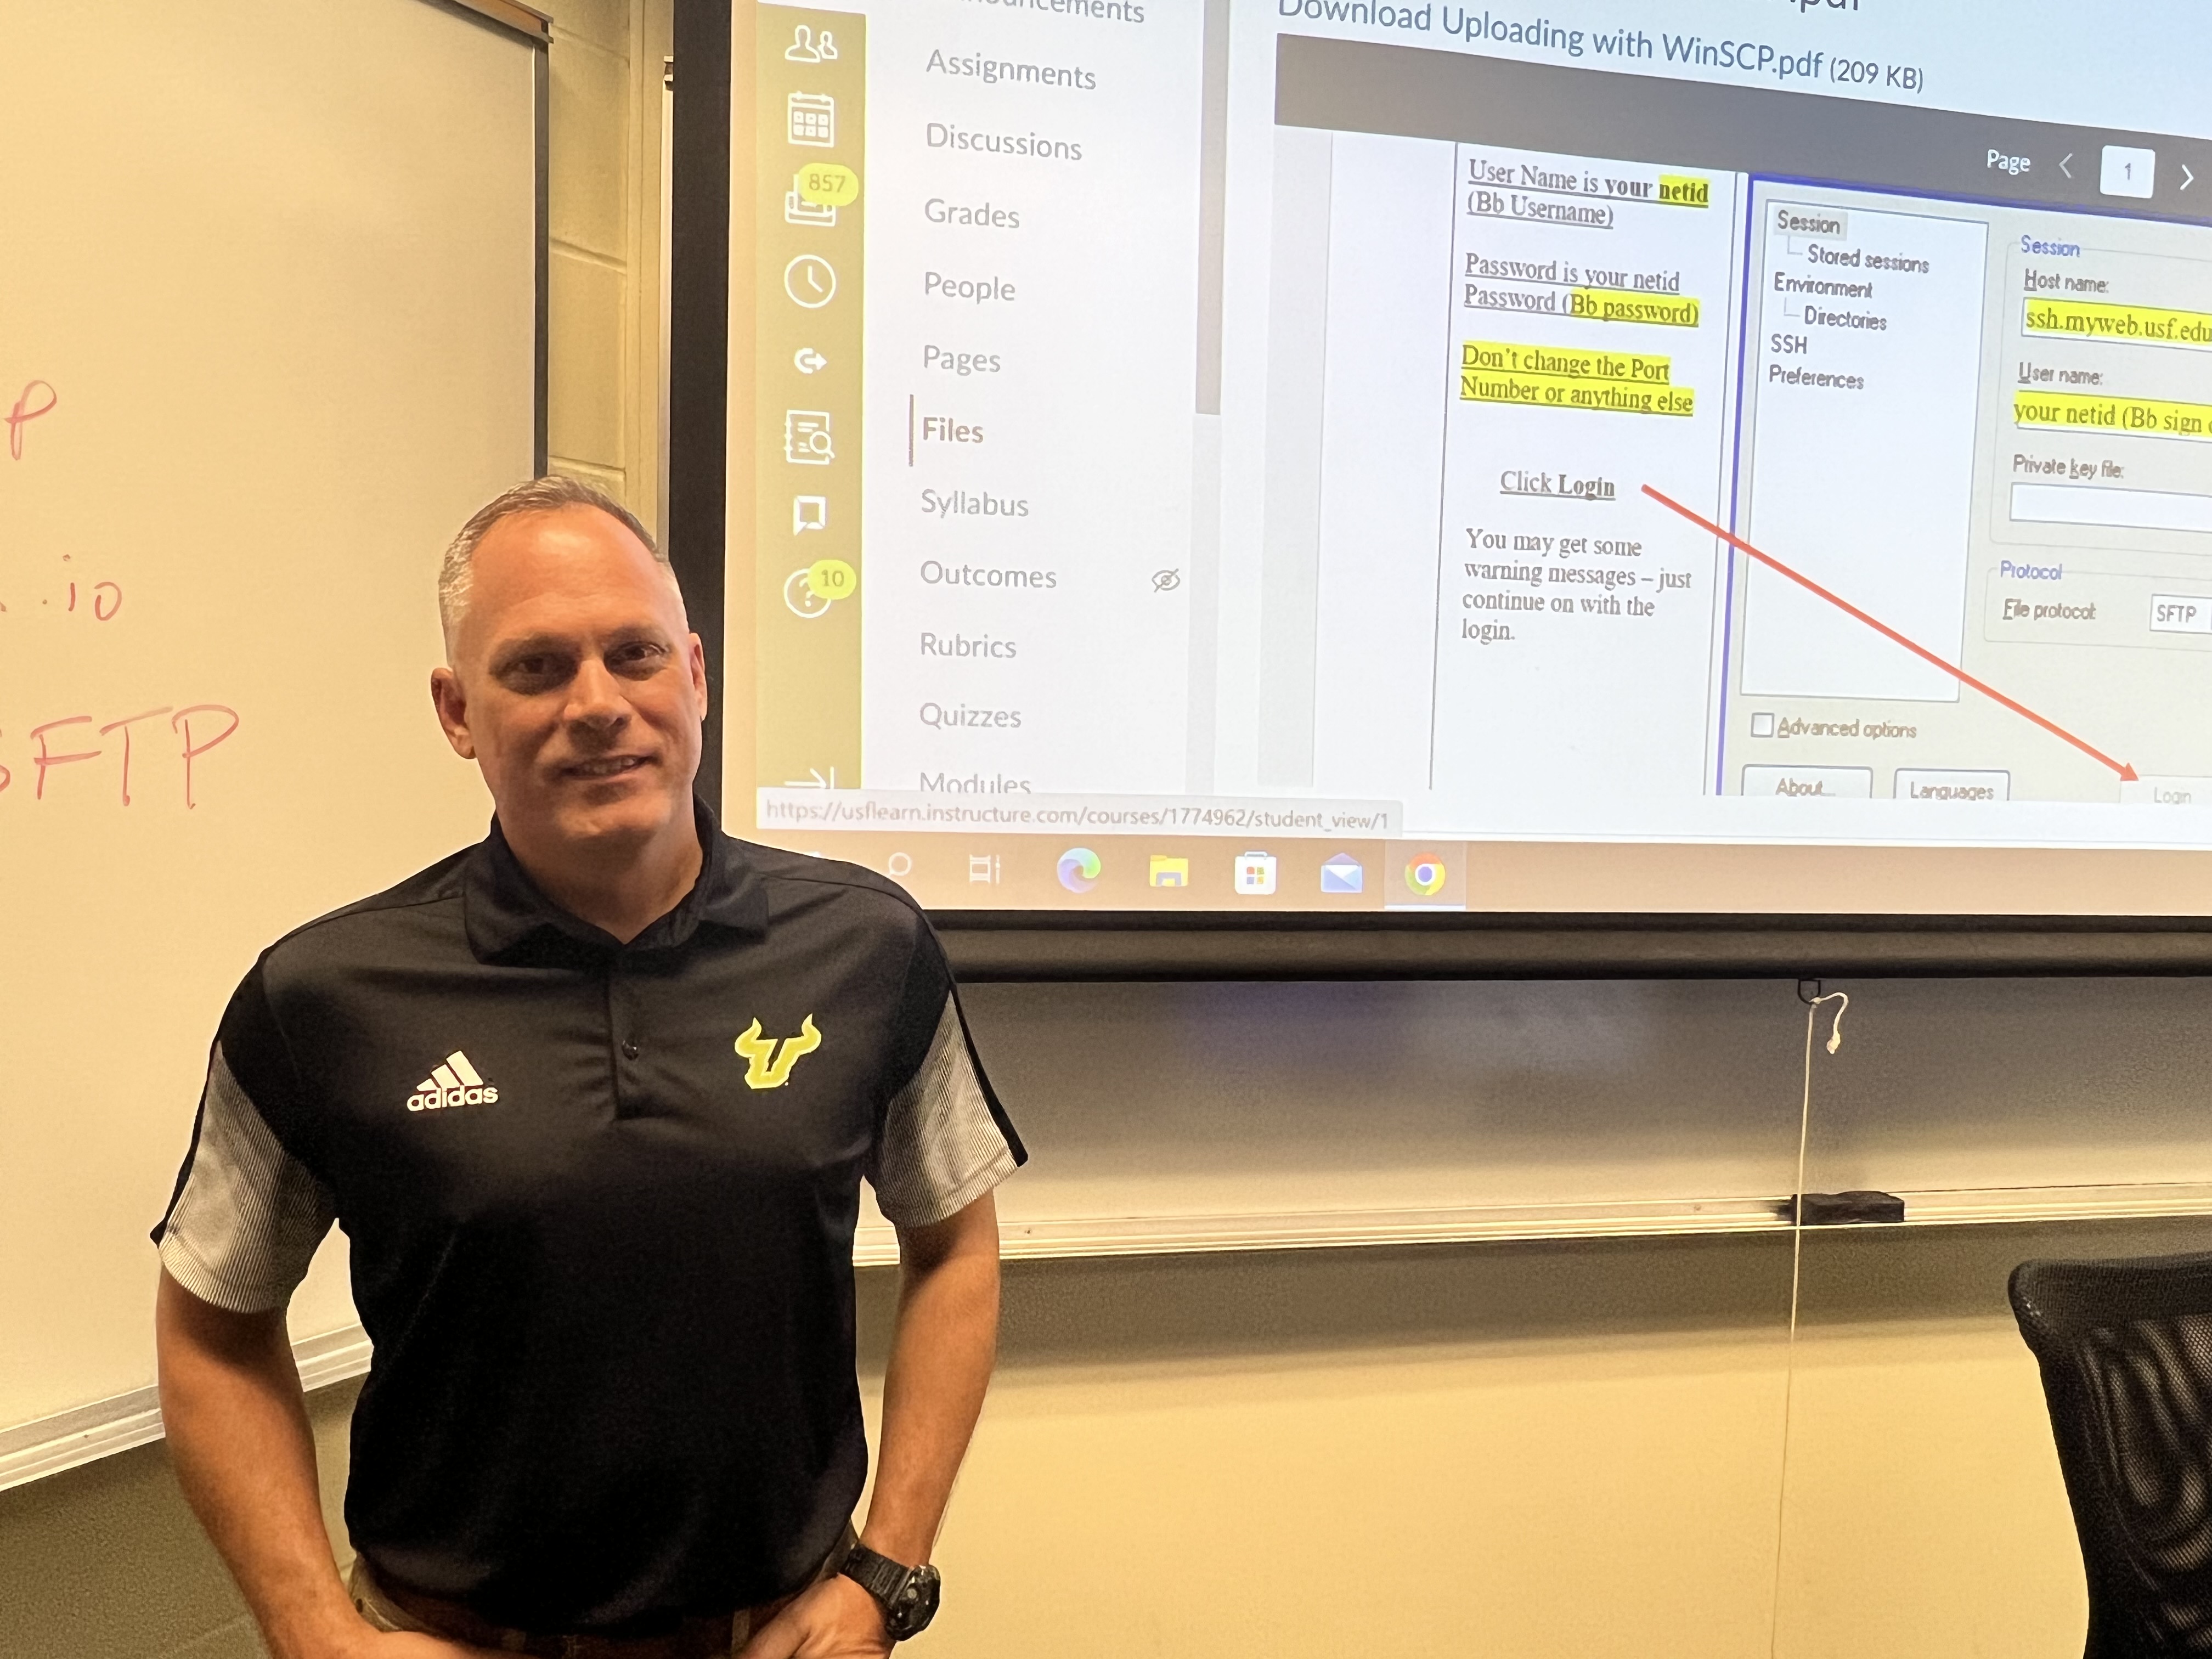 P
.io
SFTP
adidas
Assignments
Discussions
Grades
People
Pages
Files
Syllabus
Outcomes
Rubrics
Quizzes
Modules
857
10
https://usflearn.instructure.com/courses/1774962/student_view/1
Download Uploading with WinSCP.pdf (209 KB)
Page
1
User Name is your netid
(Bb Username)
Password is your netid
Password (Bb password)
Don't change the Port
Number or anything else
Click Login
You may get some
warning messages – just
continue on with the
login.
Session
Stored sessions
Environment
Directories
SSH
Preferences
Advanced options
About...
Languages
Session
Host name:
ssh.myweb.usf.edu
User name:
your netid (Bb sign
Private key file:
Protocol
File protocol:
SFTP
Login